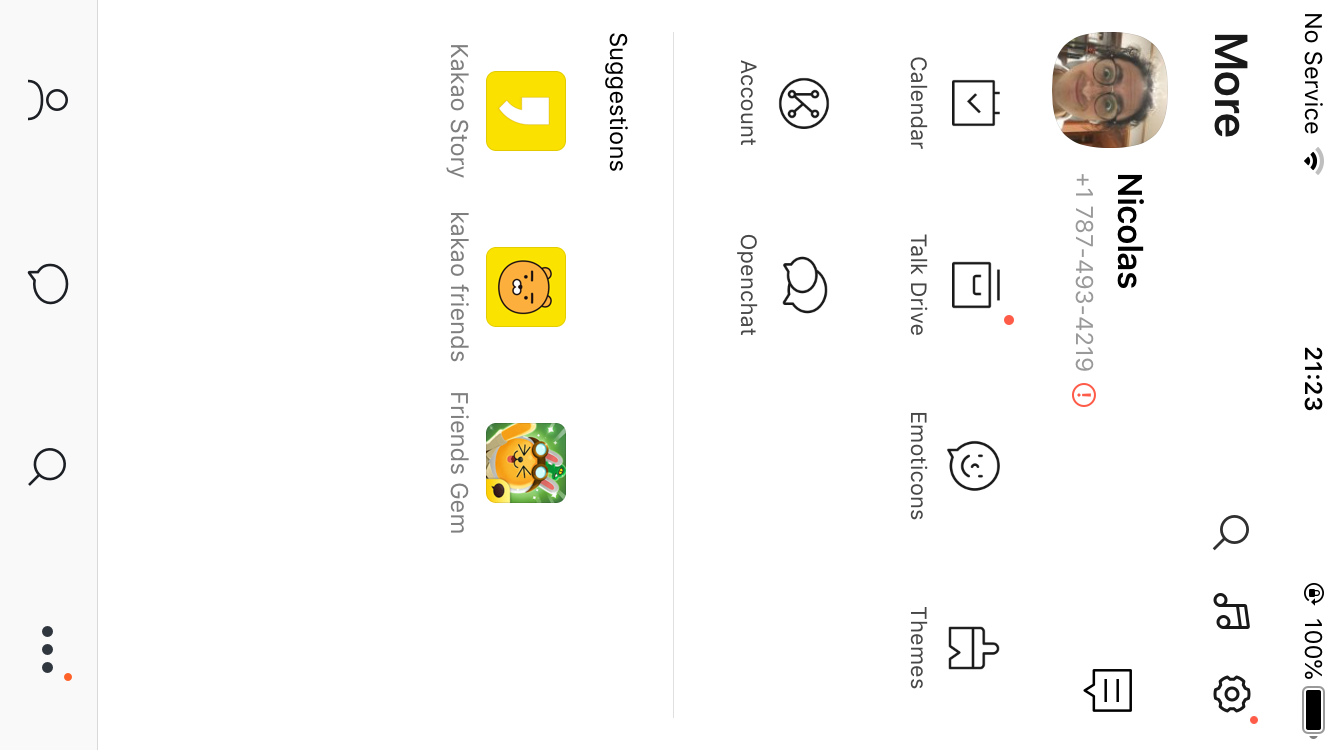 No Service 21:23 100%
More
Nicolas
+1 787-493-4219
Calendar Talk Drive Emoticons Themes
Account Openchat
Suggestions
Kakao Story kakao friends Friends Gem